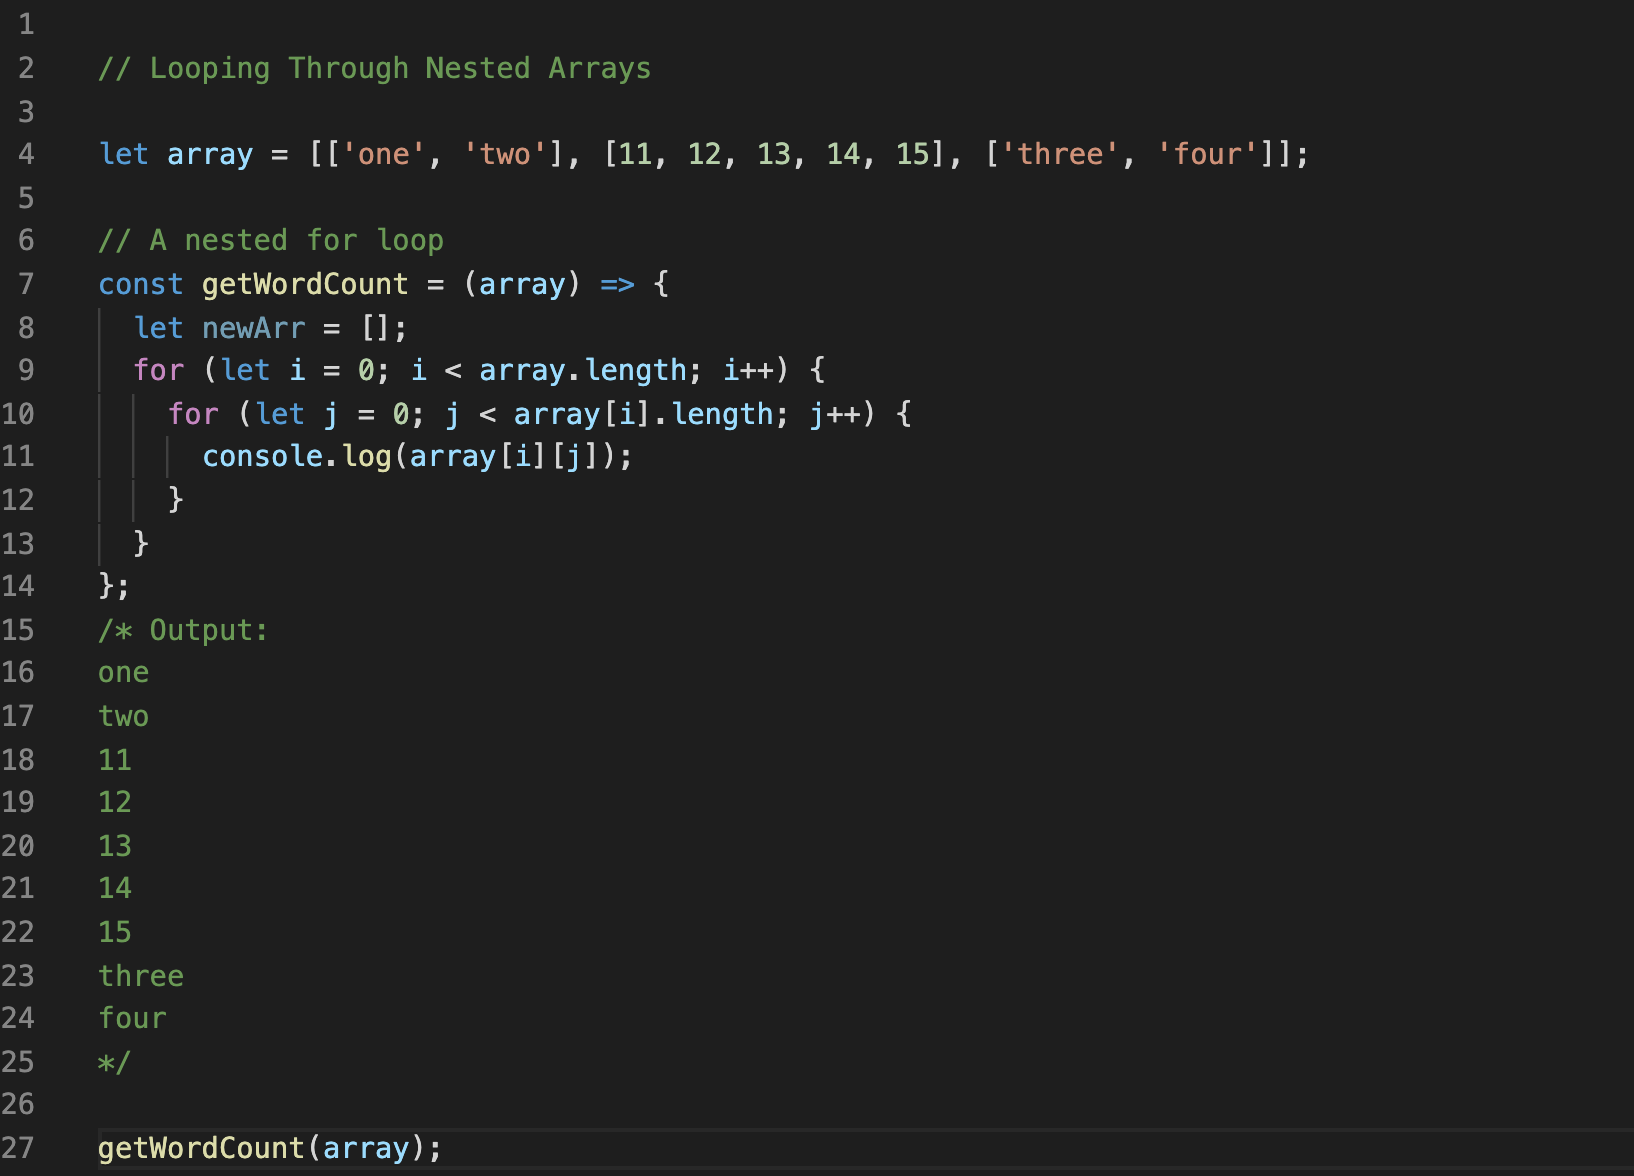 1
2 // Looping Through Nested Arrays
3
4 let array = [['one', 'two'], [11, 12, 13, 14, 15], ['three', 'four']];
5
6 // A nested for loop
7 const getWordCount = (array) => {
8   let newArr = [];
9   for (let i = 0; i < array.length; i++) {
10     for (let j = 0; j < array[i].length; j++) {
11       console.log(array[i][j]);
12     }
13   }
14 };
15 /* Output:
16 one
17 two
18 11
19 12
20 13
21 14
22 15
23 three
24 four
25 */
26
27 getWordCount(array);